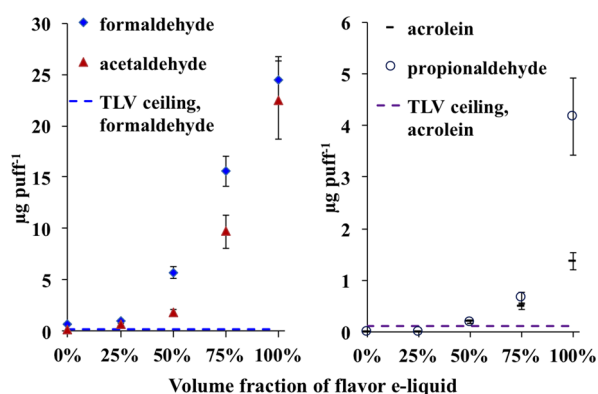 30
25
20
15
10
5
0
µg puff-1
formaldehyde
acetaldehyde
TLV ceiling,
formaldehyde
0% 25% 50% 75% 100%
6
5
4
3
2
1
0
µg puff-1
acrolein
propionaldehyde
TLV ceiling,
acrolein
0% 25% 50% 75% 100%
Volume fraction of flavor e-liquid